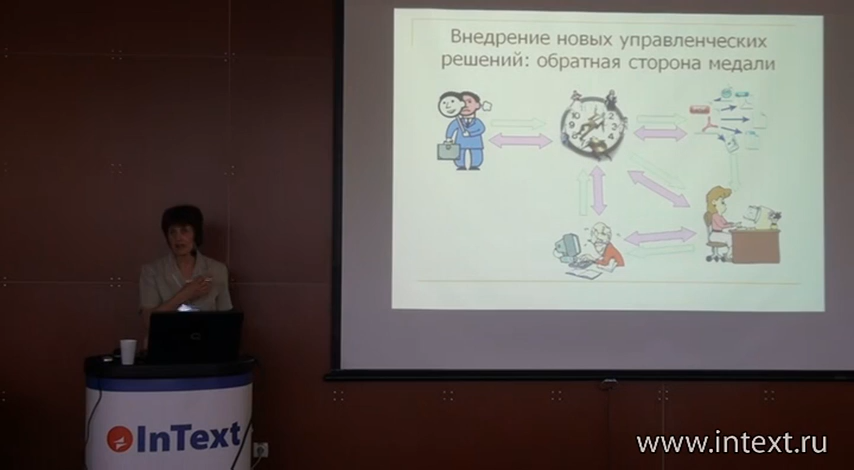 Внедрение новых управленческих
решений: обратная сторона медали
InText
www.intext.ru